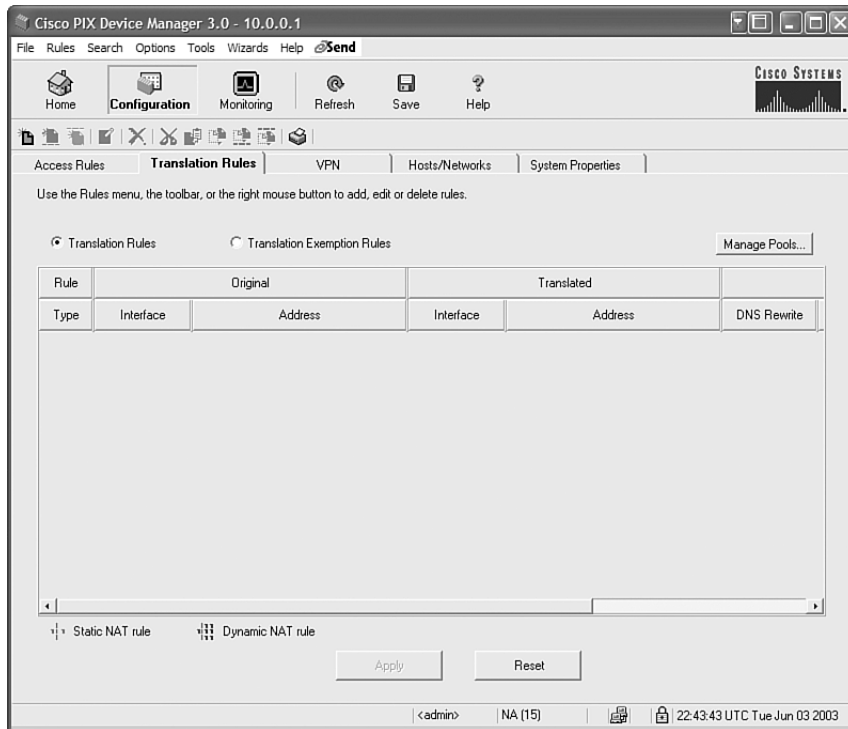 Cisco PIX Device Manager 3.0 - 10.0.0.1
File Rules Search Options Tools Wizards Help Send
Home Configuration Monitoring Refresh Save Help
CISCO SYSTEMS
Access Rules Translation Rules VPN Hosts/Networks System Properties
Use the Rules menu, the toolbar, or the right mouse button to add, edit or delete rules.
Translation Rules Translation Exemption Rules Manage Pools...
Rule Original Translated
Type Interface Address Interface Address DNS Rewrite
Static NAT rule Dynamic NAT rule
Apply Reset
<admin> NA (15) 22:43:43 UTC Tue Jun 03 2003